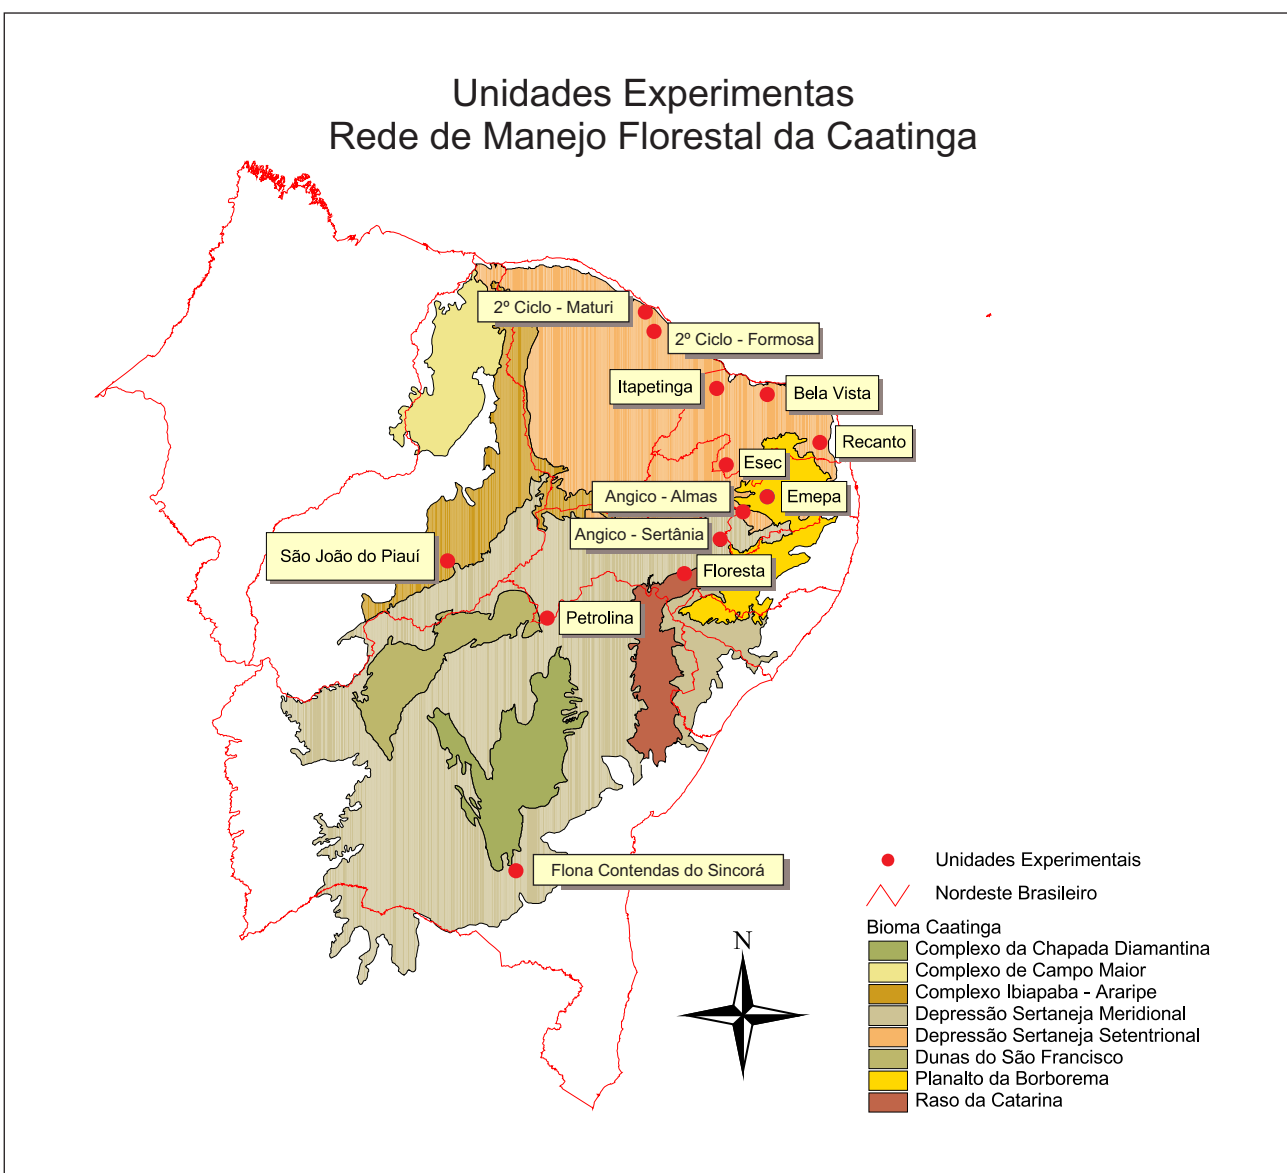 Unidades Experimentas
Rede de Manejo Florestal da Caatinga
2º Ciclo - Maturi
2º Ciclo - Formosa
Itapetinga
Bela Vista
Recanto
Esec
Angico - Almas
Emepa
Angico - Sertânia
São João do Piauí
Floresta
Petrolina
Flona Contendas do Sincorá
Unidades Experimentais
Nordeste Brasileiro
Bioma Caatinga
Complexo da Chapada Diamantina
Complexo de Campo Maior
Complexo Ibiapaba - Araripe
Depressão Sertaneja Meridional
Depressão Sertaneja Setentrional
Dunas do São Francisco
Planalto da Borborema
Raso da Catarina
N